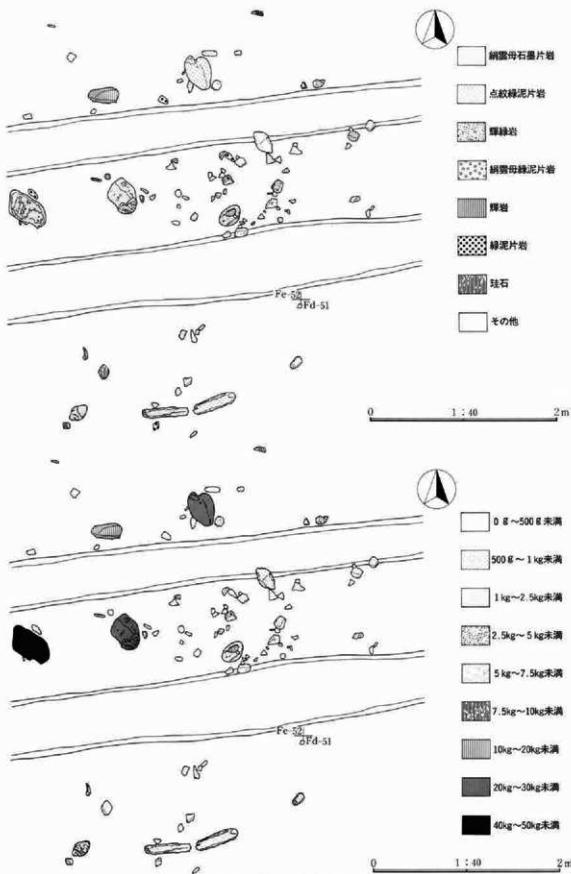 絹雲母石墨片岩
点紋緑泥片岩
輝緑岩
絹雲母緑泥片岩
輝岩
緑泥片岩
珪石
その他
Fe-52
Fd-51
0 1:40 2m
0g～500g未満
500g～1kg未満
1kg～2.5kg未満
2.5kg～5kg未満
5kg～7.5kg未満
7.5kg～10kg未満
10kg～20kg未満
20kg～30kg未満
40kg～50kg未満
Fe-52
Fd-51
0 1:40 2m